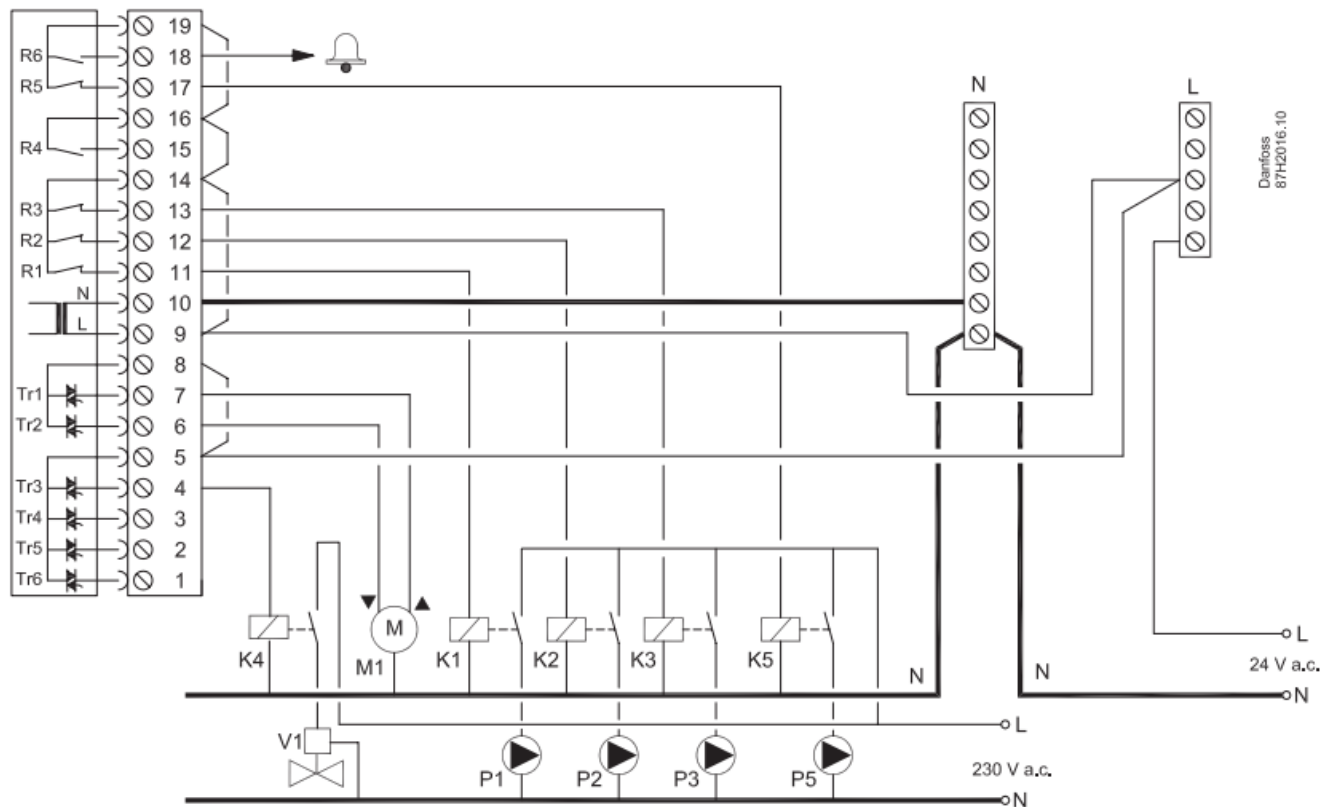 19
R6 18
R5 17
16
R4 15
14
R3 13
R2 12
R1 11
N 10
L 9
8
Tr1 7
Tr2 6
5
Tr3 4
Tr4 3
Tr5 2
Tr6 1
N
L
Danfoss
87H2016.10
K4
M
M1
K1
K2
K3
K5
N
N
L
24 V a.c.
N
V1
P1
P2
P3
P5
L
230 V a.c.
N